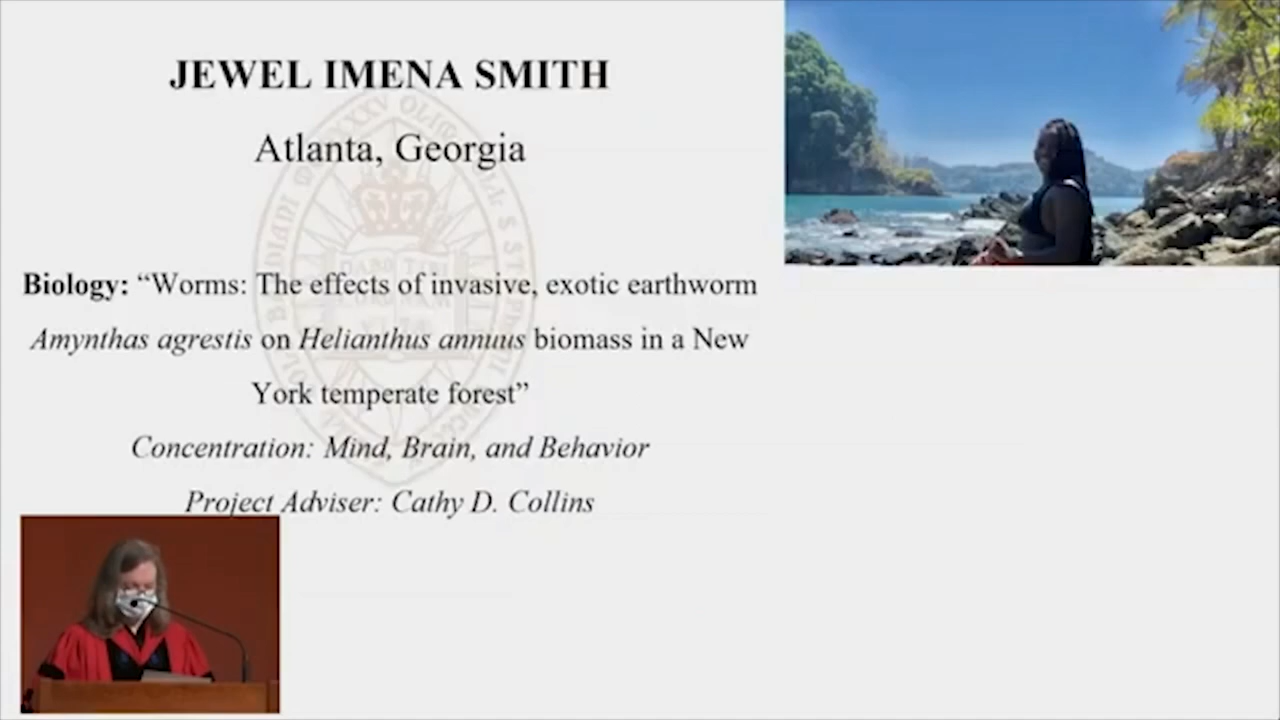 JEWEL IMENA SMITH
Atlanta, Georgia
Biology: “Worms: The effects of invasive, exotic earthworm
Amynthas agrestis on Helianthus annuus biomass in a New
York temperate forest”
Concentration: Mind, Brain, and Behavior
Project Adviser: Cathy D. Collins